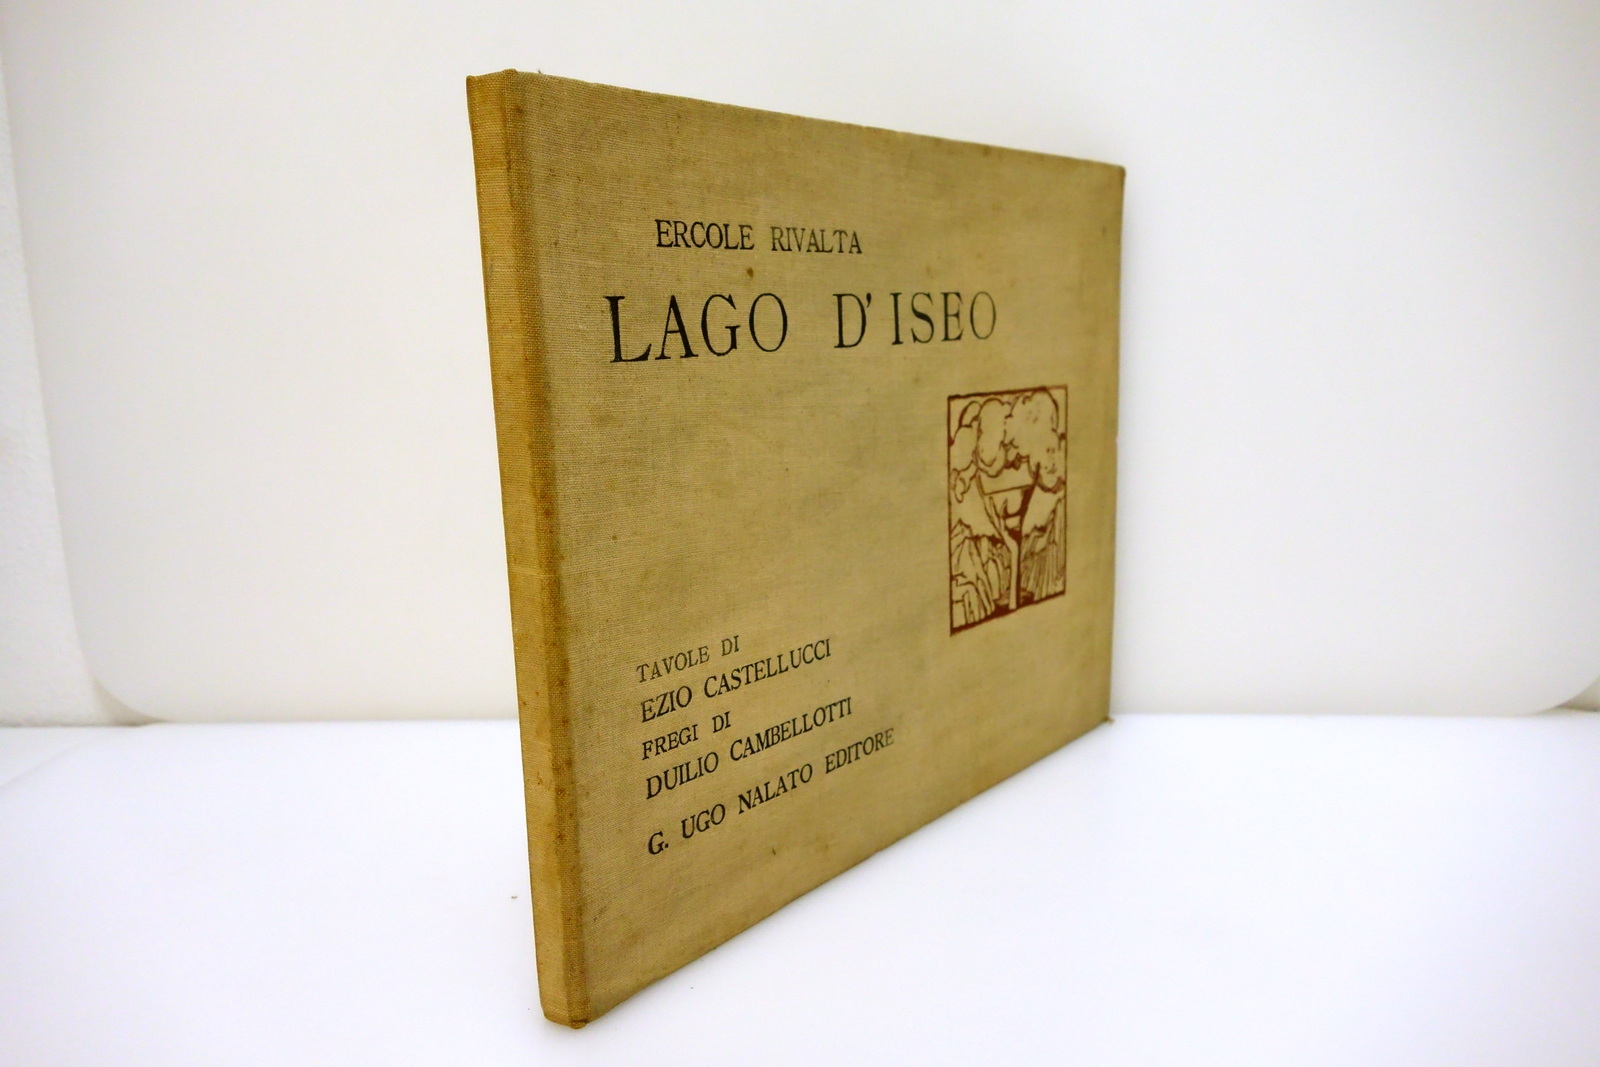 ERCOLE RIVALTA
LAGO D'ISEO
TAVOLE DI
EZIO CASTELLUCCI
FREGI DI
DUILIO CAMBELLOTTI
G. UGO NALATO EDITORE